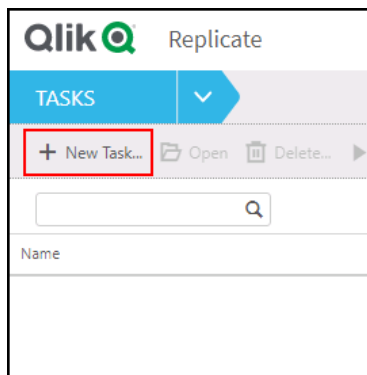 Qlik Replicate
TASKS
+ New Task... Open Delete...
Name